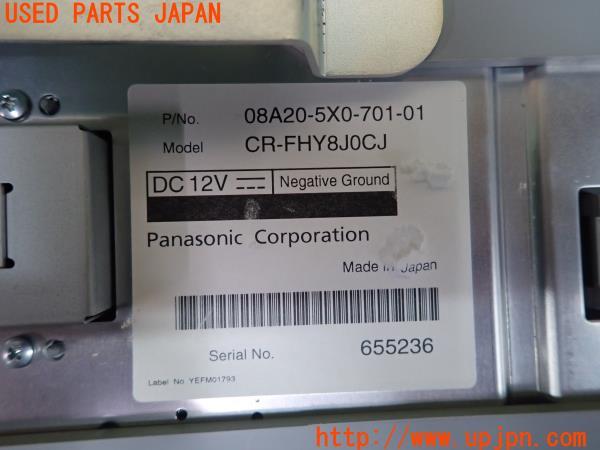 USED PARTS JAPAN
P/No. 08A20-5X0-701-01
Model CR-FHY8J0CJ
DC 12V Negative Ground
Panasonic Corporation
Made in Japan
Serial No. 655236
Label No YEFM01793
http://www.upjpn.com/